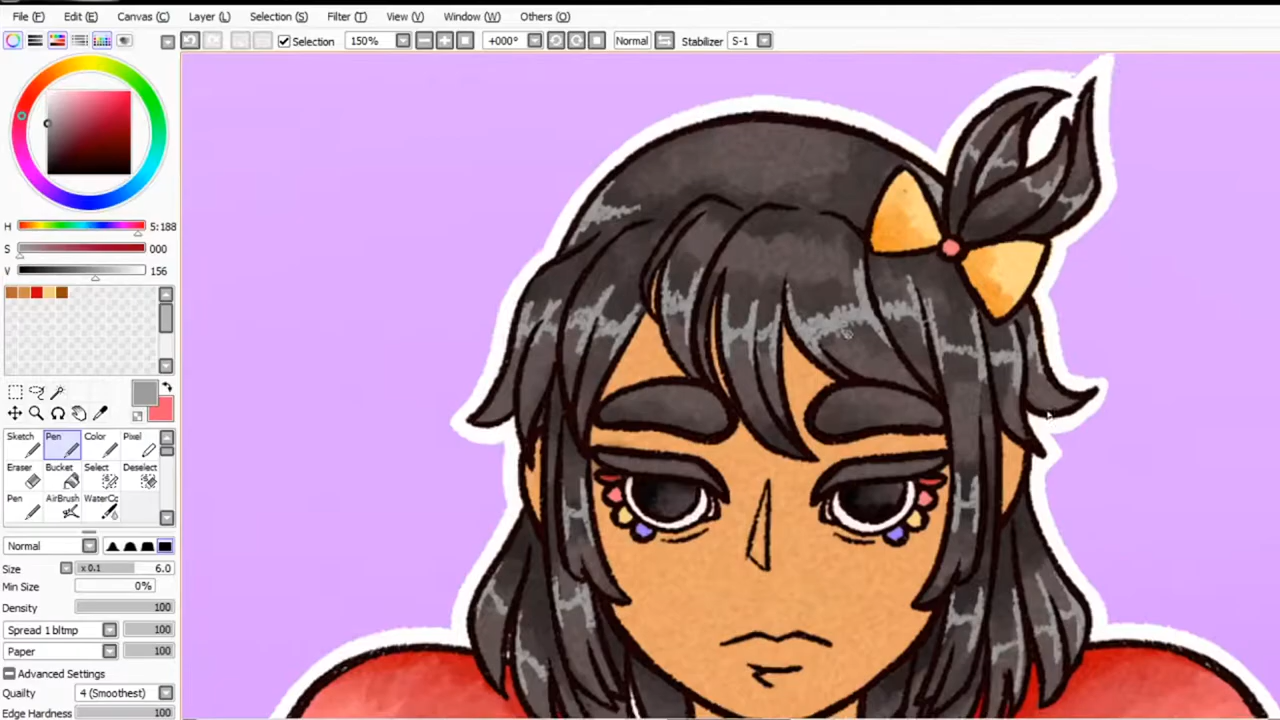 File (F) Edit (E) Canvas (C) Layer (L) Selection (S) Filter (T) View (V) Window (W) Others (O)
Selection 150% +000° Normal Stabilizer S-1
H 5:188
S 000
V 156
Sketch Pen Color Pixel
Eraser Bucket Select Deselect
Pen AirBrush WaterCo
Normal
Size x 0.1 6.0
Min Size 0%
Density 100
Spread 1 bitmp 100
Paper 100
Advanced Settings
Quality 4 (Smoothest)
Edge Hardness 100